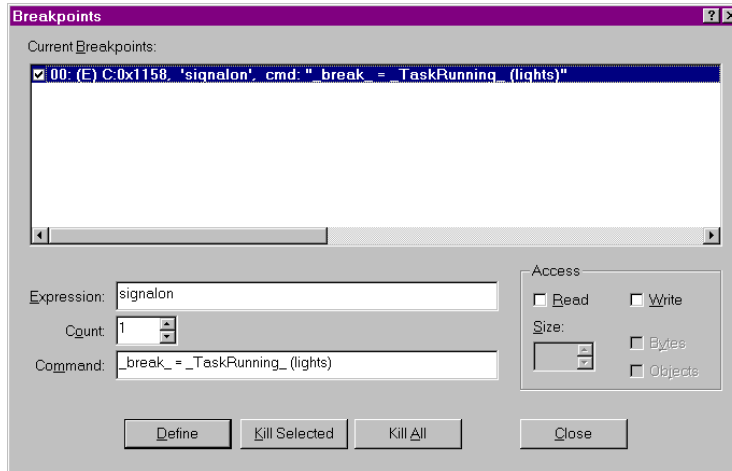 Breakpoints
Current Breakpoints:
00: (E) C:0x1158, 'signalon', cmd: "_break_ = _TaskRunning_ (lights)"
Expression: signalon
Count: 1
Command: _break_ = _TaskRunning_ (lights)
Access
Read Write
Size:
Bytes
Objects
Define Kill Selected Kill All Close